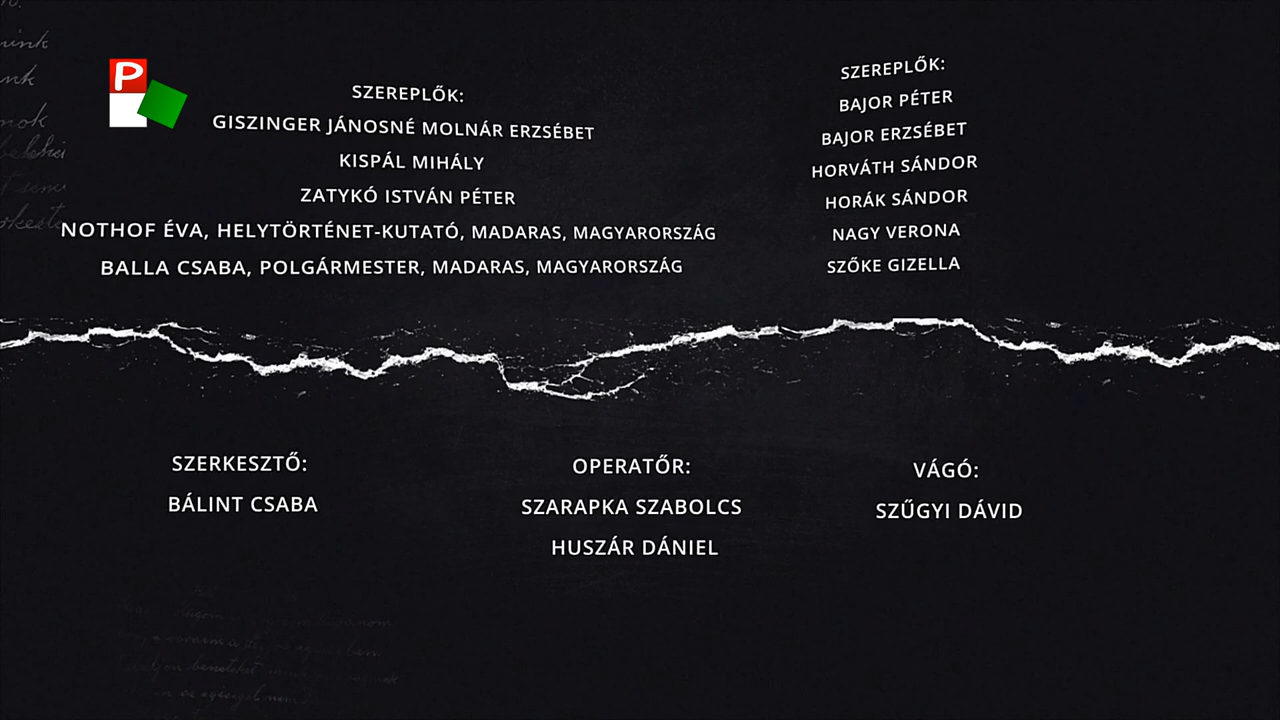 P
SZEREPLŐK:
GISZINGER JÁNOSNÉ MOLNÁR ERZSÉBET
KISPÁL MIHÁLY
ZATYKÓ ISTVÁN PÉTER
NOTHOF ÉVA, HELYTÖRTÉNET-KUTATÓ, MADARAS, MAGYARORSZÁG
BALLA CSABA, POLGÁRMESTER, MADARAS, MAGYARORSZÁG
SZEREPLŐK:
BAJOR PÉTER
BAJOR ERZSÉBET
HORVÁTH SÁNDOR
HORÁK SÁNDOR
NAGY VERONA
SZŐKE GIZELLA
SZERKESZTŐ:
BÁLINT CSABA
OPERATŐR:
SZARAPKA SZABOLCS
HUSZÁR DÁNIEL
VÁGÓ:
SZŰGYI DÁVID